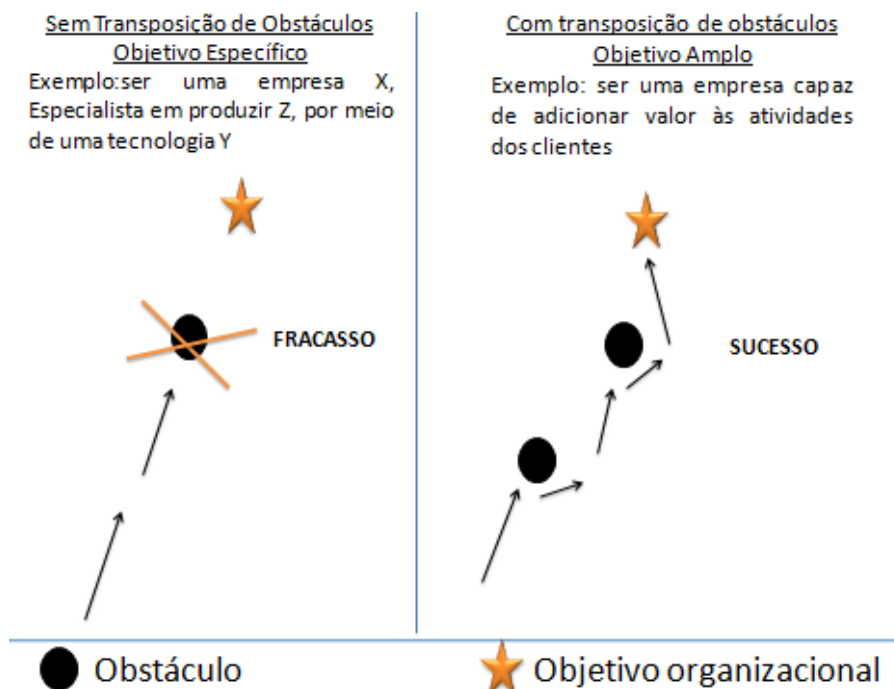 Sem Transposição de Obstáculos
Objetivo Específico
Exemplo:ser uma empresa X,
Especialista em produzir Z, por meio
de uma tecnologia Y
FRACASSO
Com transposição de obstáculos
Objetivo Amplo
Exemplo: ser uma empresa capaz
de adicionar valor às atividades
dos clientes
SUCESSO
Obstáculo
Objetivo organizacional